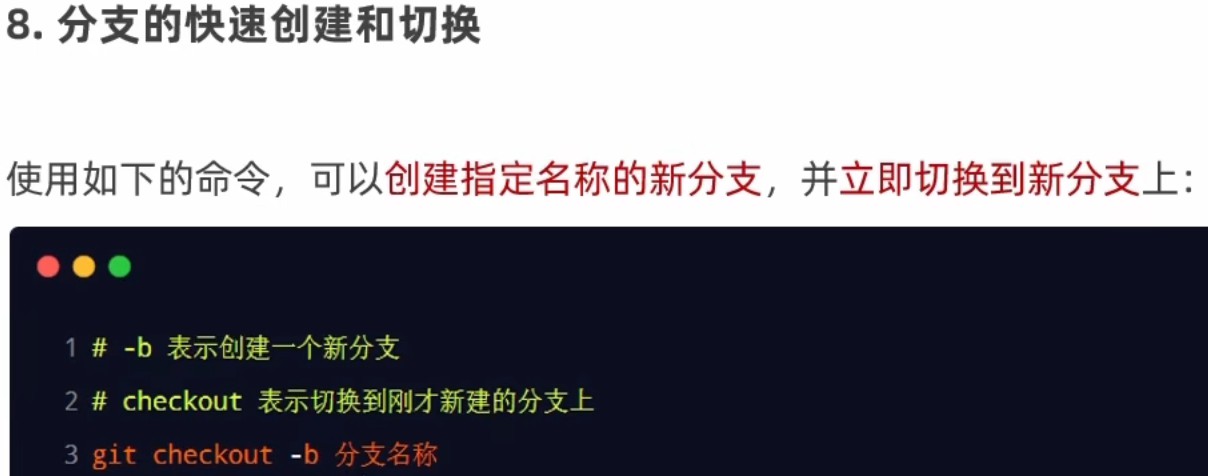 8. 分支的快速创建和切换
使用如下的命令，可以创建指定名称的新分支，并立即切换到新分支上：
1 # -b 表示创建一个新分支
2 # checkout 表示切换到刚才新建的分支上
3 git checkout -b 分支名称